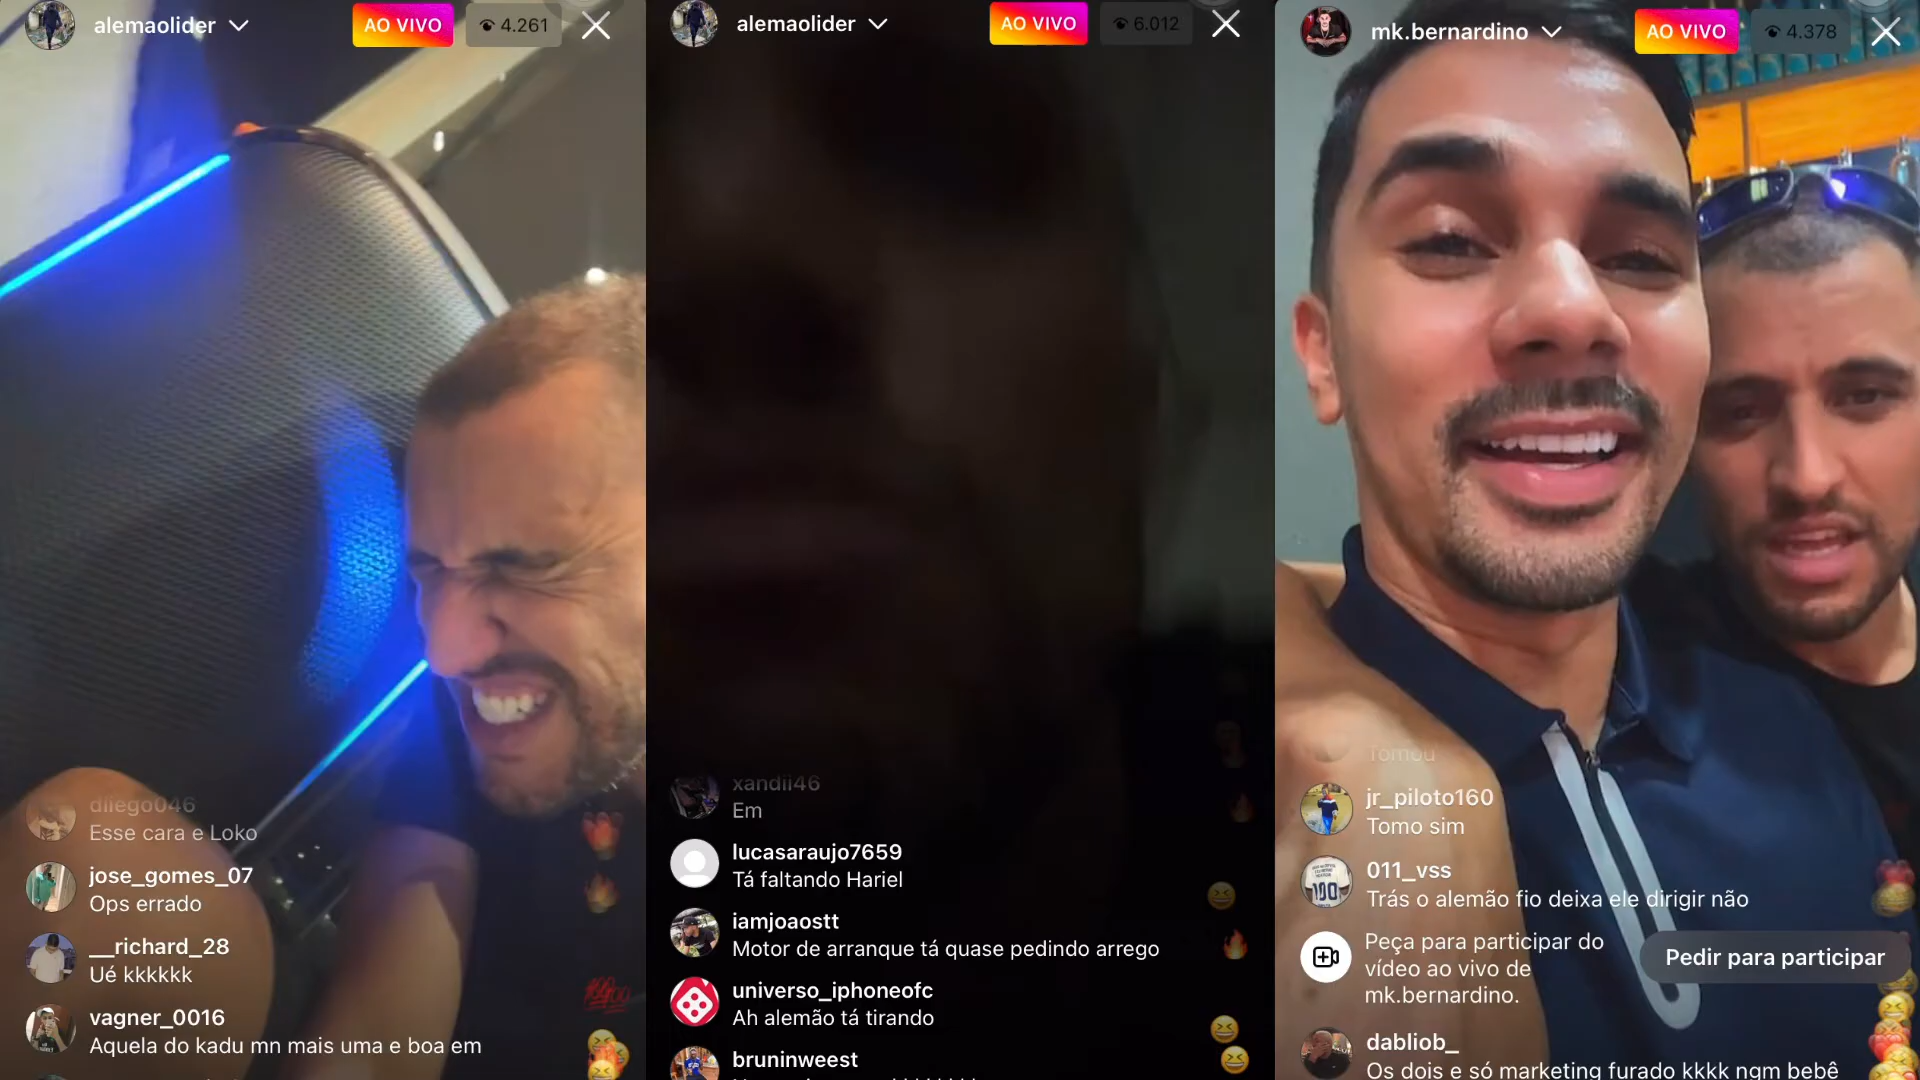 alemaolider
AO VIVO
4.261
diiego046
Esse cara e Loko
jose_gomes_07
Ops errado
__richard_28
Ué kkkkkk
vagner_0016
Aquela do kadu mn mais uma e boa em
alemaolider
AO VIVO
6.012
xandii46
Em
lucasaraujo7659
Tá faltando Hariel
iamjoaostt
Motor de arranque tá quase pedindo arrego
universo_iphoneofc
Ah alemão tá tirando
bruninweest
mk.bernardino
AO VIVO
4.378
Tomou
jr_piloto160
Tomo sim
011_vss
Trás o alemão fio deixa ele dirigir não
Peça para participar do
vídeo ao vivo de
mk.bernardino.
Pedir para participar
dabliob_
Os dois e só marketing furado kkkk ngm bebê